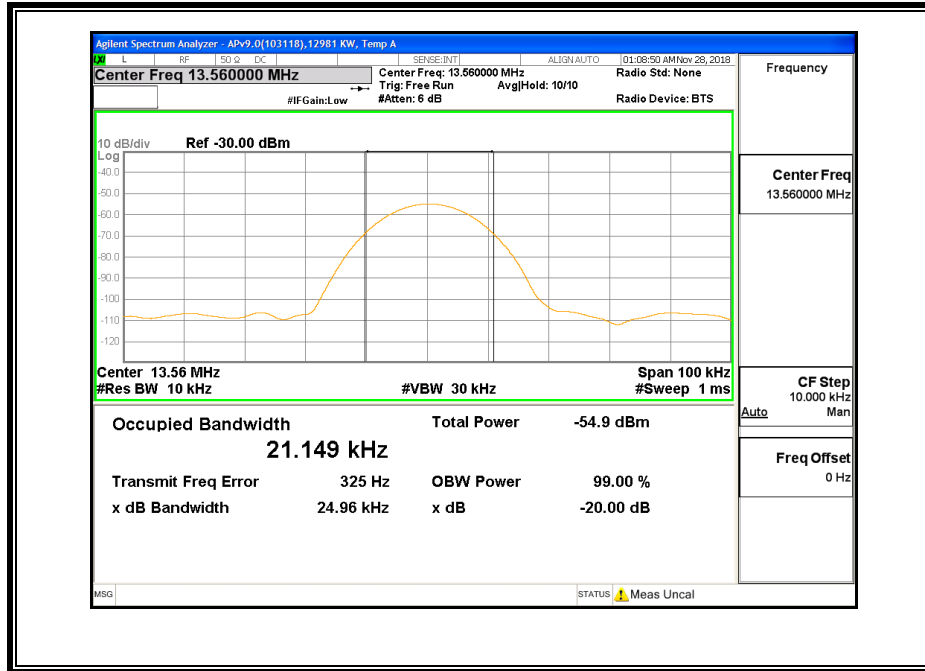 Agilent Spectrum Analyzer - APv9.0(103118),12981 KW, Temp A
LXI L RF 50 Ω DC SENSE:INT ALIGN AUTO 01:08:50 AM Nov 28, 2018
Center Freq 13.560000 MHz
Center Freq: 13.560000 MHz
Radio Std: None
Trig: Free Run Avg|Hold: 10/10
#IFGain:Low
#Atten: 6 dB
Radio Device: BTS
10 dB/div Ref -30.00 dBm
Log
-40.0
-50.0
-60.0
-70.0
-80.0
-90.0
-100
-110
-120
Center 13.56 MHz Span 100 kHz
#Res BW 10 kHz #VBW 30 kHz #Sweep 1 ms
Occupied Bandwidth
21.149 kHz
Total Power -54.9 dBm
Transmit Freq Error 325 Hz OBW Power 99.00 %
x dB Bandwidth 24.96 kHz x dB -20.00 dB
MSG STATUS Meas Uncal
Frequency
Center Freq
13.560000 MHz
CF Step
10.000 kHz
Auto Man
Freq Offset
0 Hz